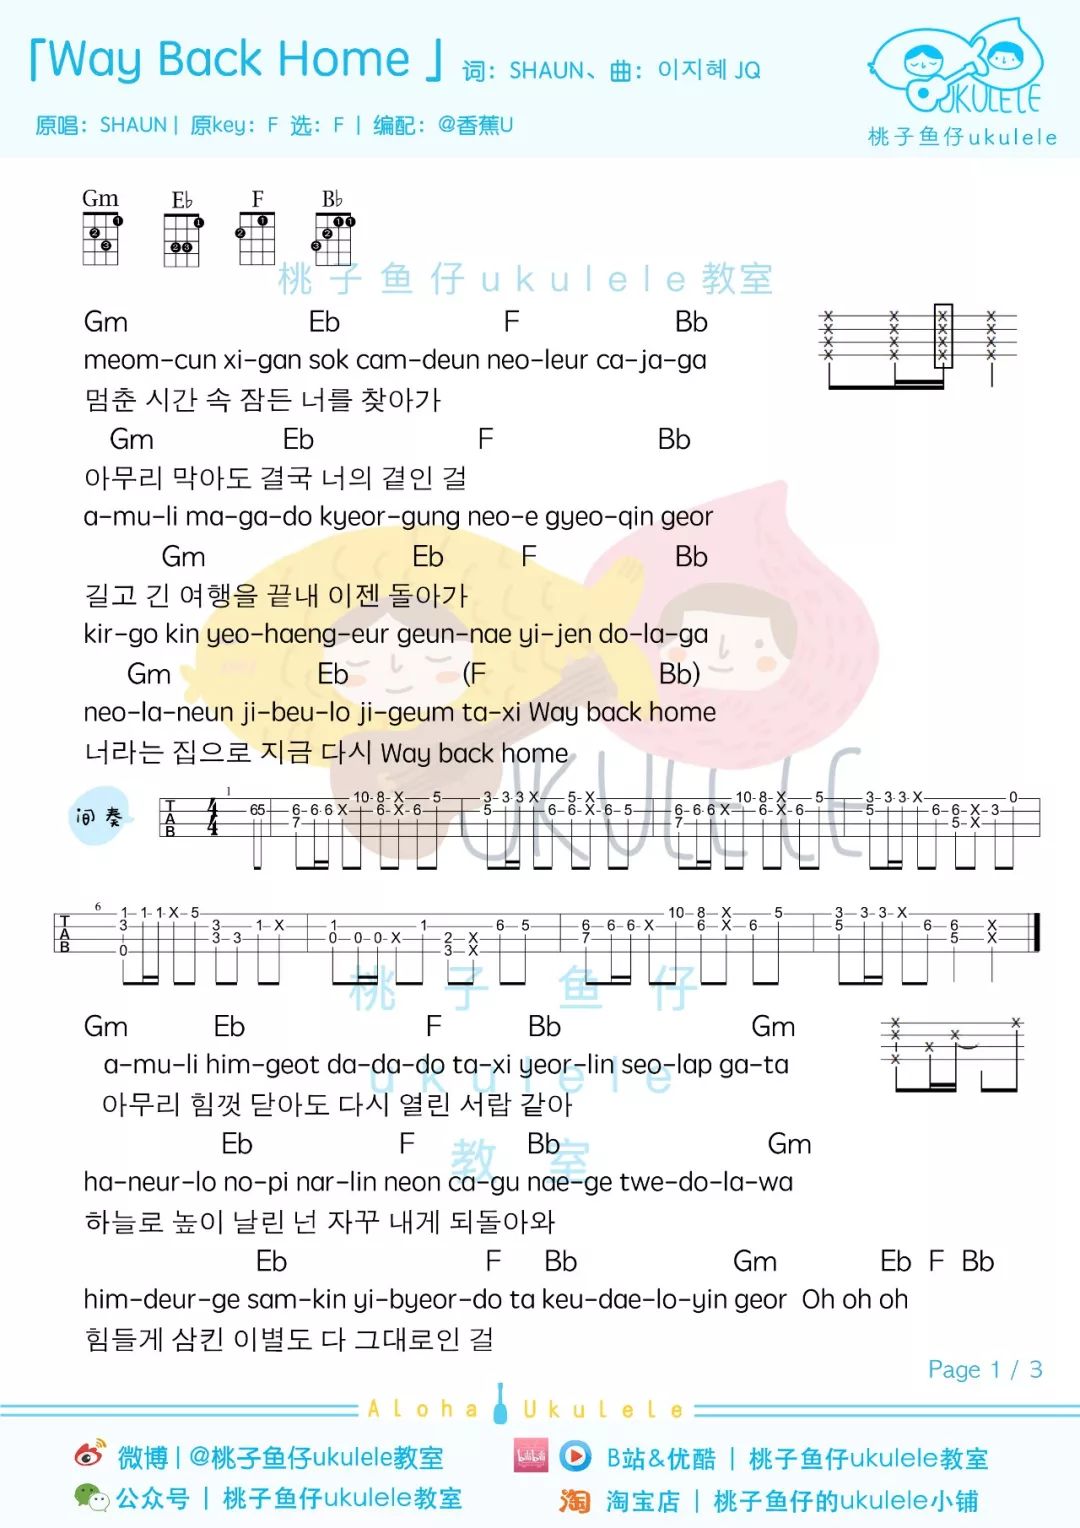 「Way Back Home 」 词：SHAUN、曲：이지혜 JQ
原唱：SHAUN | 原key：F 选：F | 编配：@香蕉U
UKULELE
桃子鱼仔ukulele
Gm E♭ F B♭
桃子鱼仔ukulele教室
Gm Eb F Bb
meom-cun xi-gan sok cam-deun neo-leur ca-ja-ga
멈춘 시간 속 잠든 너를 찾아가
Gm Eb F Bb
아무리 막아도 결국 너의 곁인 걸
a-mu-li ma-ga-do kyeor-gung neo-e gyeo-qin geor
Gm Eb F Bb
길고 긴 여행을 끝내 이젠 돌아가
kir-go kin yeo-haeng-eur geun-nae yi-jen do-la-ga
Gm Eb (F Bb)
neo-la-neun ji-beu-lo ji-geum ta-xi Way back home
너라는 집으로 지금 다시 Way back home
UKULELE
间奏
桃子鱼仔
Gm Eb F Bb Gm
a-mu-li him-geot da-da-do ta-xi yeor-lin seo-lap ga-ta
ukulele
아무리 힘껏 닫아도 다시 열린 서랍 같아
Eb F Bb Gm
教室
ha-neur-lo no-pi nar-lin neon ca-gu nae-ge twe-do-la-wa
하늘로 높이 날린 넌 자꾸 내게 되돌아와
Eb F Bb Gm Eb F Bb
him-deur-ge sam-kin yi-byeor-do ta keu-dae-lo-yin geor Oh oh oh
힘들게 삼킨 이별도 다 그대로인 걸
Page 1 / 3
Aloha Ukulele
微博 | @桃子鱼仔ukulele教室
B站&优酷 | 桃子鱼仔ukulele教室
公众号 | 桃子鱼仔ukulele教室
淘 淘宝店 | 桃子鱼仔的ukulele小铺